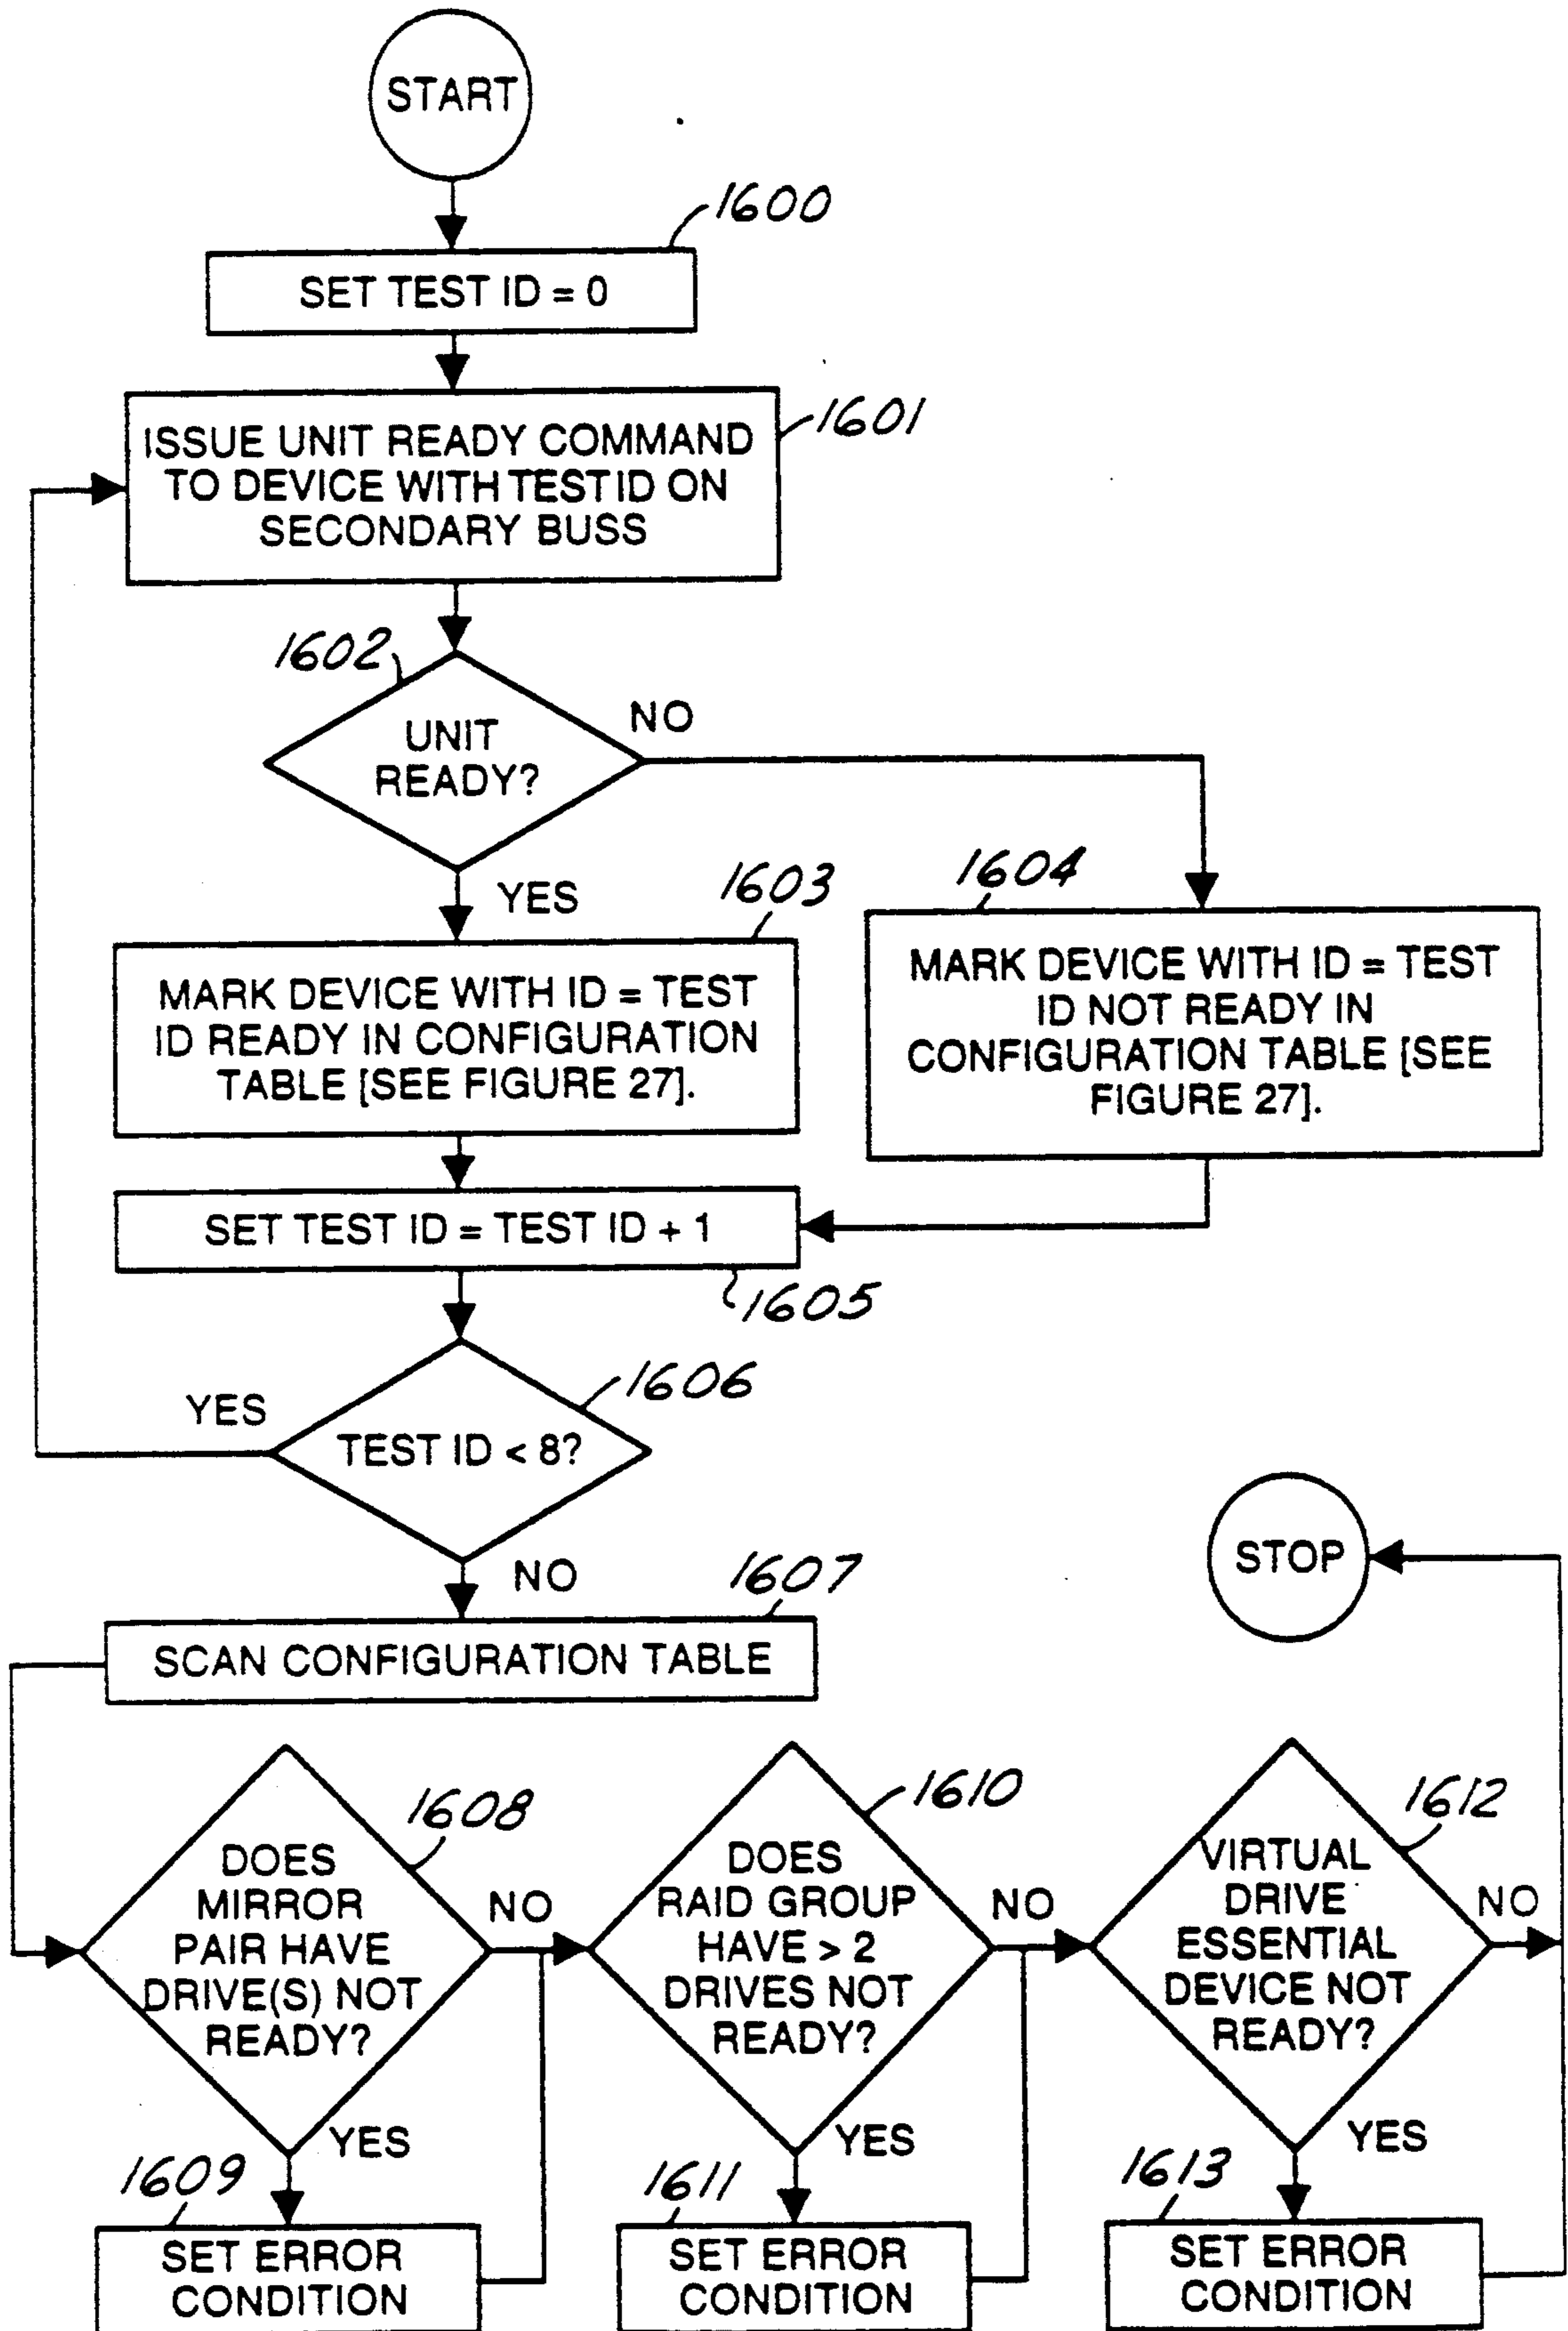 START
1600
SET TEST ID = 0
1601
ISSUE UNIT READY COMMAND
TO DEVICE WITH TEST ID ON
SECONDARY BUSS
1602
UNIT
READY?
NO
YES
1603
MARK DEVICE WITH ID = TEST
ID READY IN CONFIGURATION
TABLE [SEE FIGURE 27].
1604
MARK DEVICE WITH ID = TEST
ID NOT READY IN
CONFIGURATION TABLE [SEE
FIGURE 27].
SET TEST ID = TEST ID + 1
1605
1606
YES
TEST ID < 8?
NO
STOP
1607
SCAN CONFIGURATION TABLE
1608
DOES
MIRROR
PAIR HAVE
DRIVE(S) NOT
READY?
NO
YES
1609
SET ERROR
CONDITION
1610
DOES
RAID GROUP
HAVE > 2
DRIVES NOT
READY?
NO
YES
1611
SET ERROR
CONDITION
1612
VIRTUAL
DRIVE
ESSENTIAL
DEVICE NOT
READY?
NO
YES
1613
SET ERROR
CONDITION